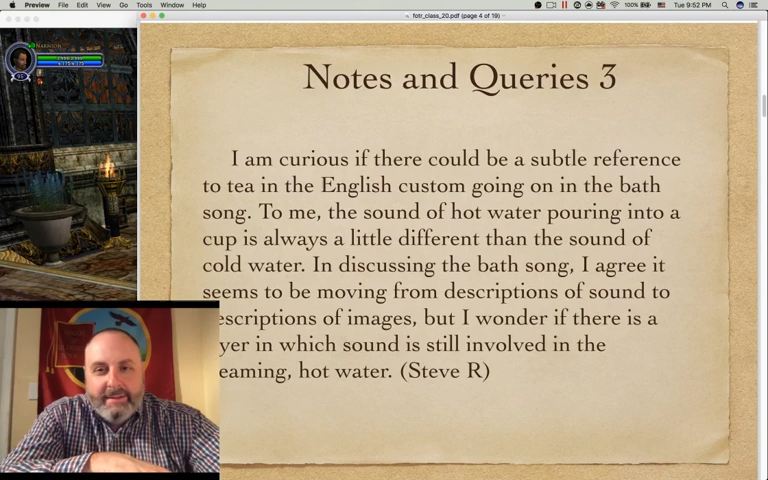 Preview File Edit View Go Tools Window Help
100% Tue 9:52 PM
fotr_class_20.pdf (page 4 of 19)
Notes and Queries 3
I am curious if there could be a subtle reference
to tea in the English custom going on in the bath
song. To me, the sound of hot water pouring into a
cup is always a little different than the sound of
cold water. In discussing the bath song, I agree it
seems to be moving from descriptions of sound to
escriptions of images, but I wonder if there is a
yer in which sound is still involved in the
eaming, hot water. (Steve R)